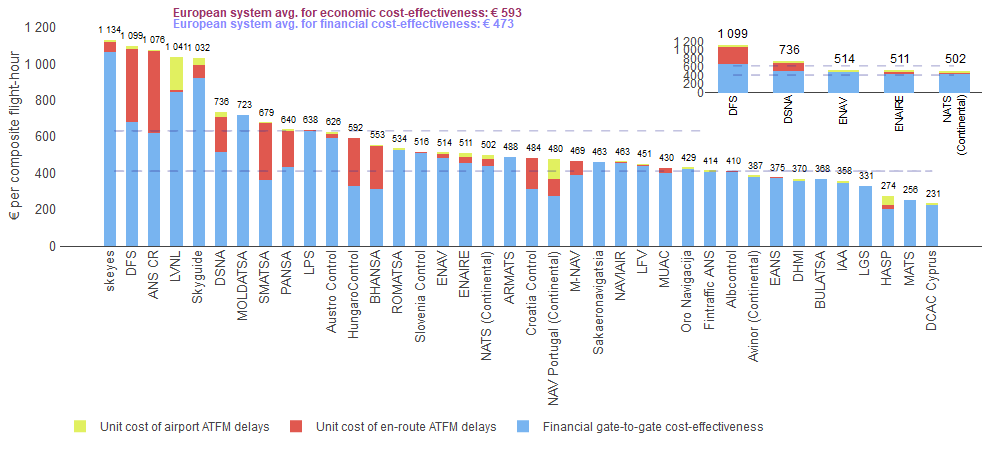 European system avg. for economic cost-effectiveness: € 593
European system avg. for financial cost-effectiveness: € 473
€ per composite flight-hour
1 200
1 000
800
600
400
200
0
1 134
1 099
1 076
1 041
1 032
736
723
679
640
638
626
592
553
534
516
514
511
502
488
484
480
469
463
463
451
430
429
414
410
387
375
370
368
358
331
274
256
231
skeyes
DFS
ANS CR
LVNL
Skyguide
DSNA
MOLDATSA
SMATSA
PANSA
LPS
Austro Control
HungaroControl
BHANSA
ROMATSA
Slovenia Control
ENAV
ENAIRE
NATS (Continental)
ARMATS
Croatia Control
NAV Portugal (Continental)
M-NAV
Sakaeronavigatsia
NAVIAIR
LFV
MUAC
Oro Navigacija
Fintraffic ANS
Albcontrol
Avinor (Continental)
EANS
DHMI
BULATSA
IAA
LGS
HASP
MATS
DCAC Cyprus
1200
1000
800
600
400
200
0
1 099
736
514
511
502
DFS
DSNA
ENAV
ENAIRE
NATS
(Continental)
Unit cost of airport ATFM delays
Unit cost of en-route ATFM delays
Financial gate-to-gate cost-effectiveness